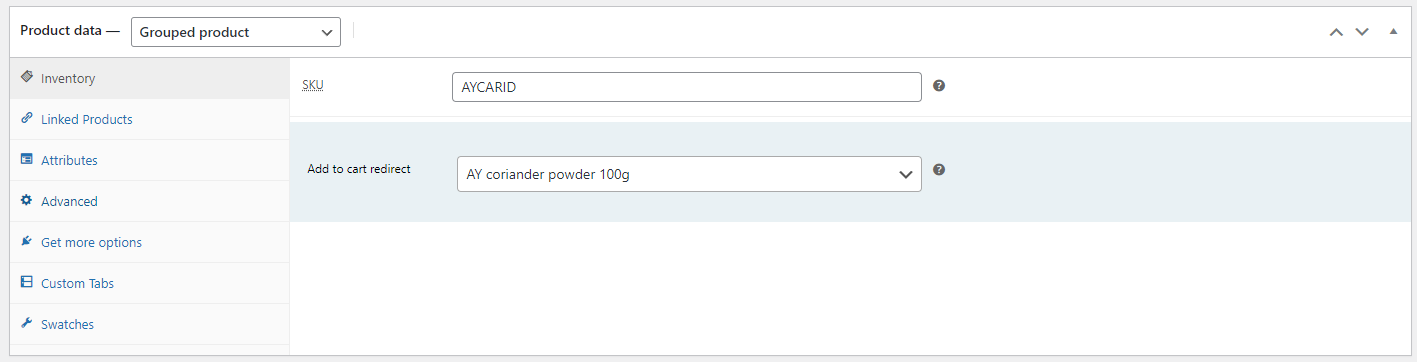 Product data — Grouped product
Inventory
Linked Products
Attributes
Advanced
Get more options
Custom Tabs
Swatches
SKU AYCARID
Add to cart redirect AY coriander powder 100g